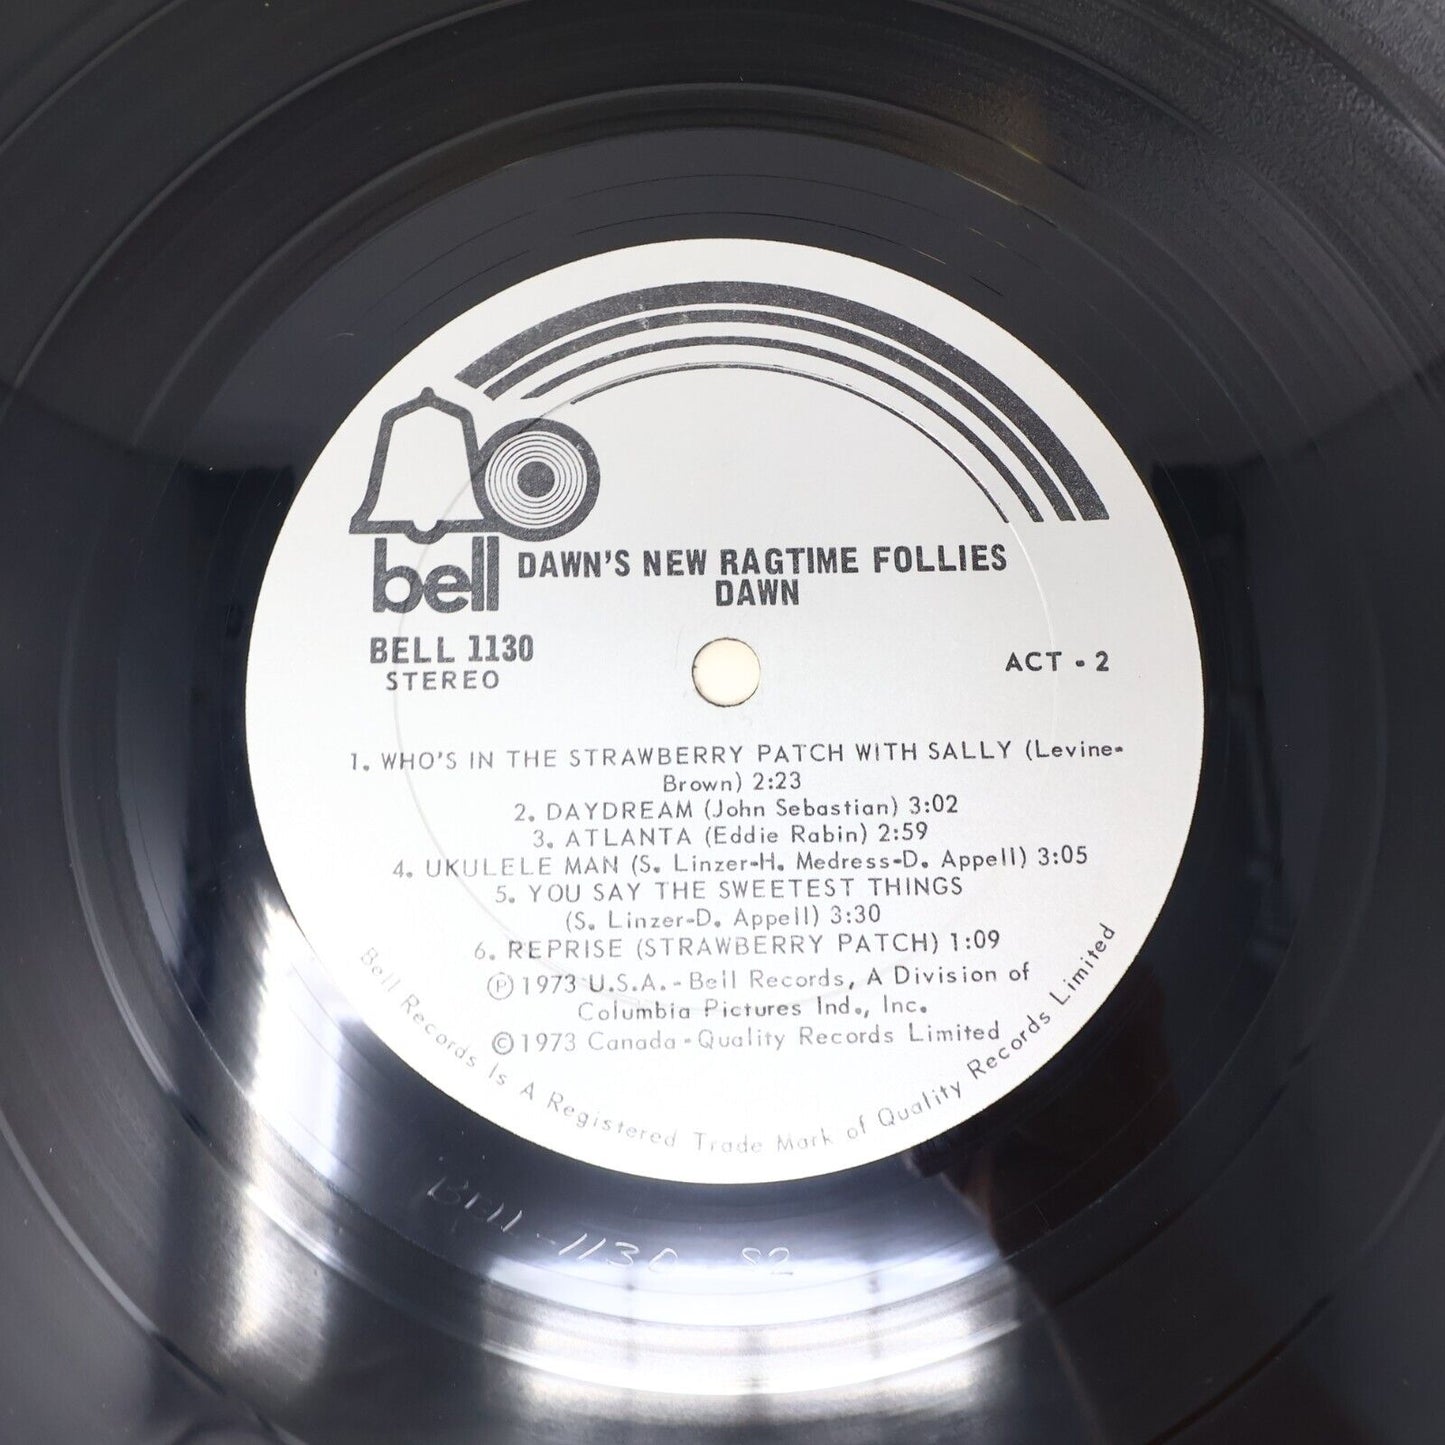 bell
DAWN'S NEW RAGTIME FOLLIES
DAWN
BELL 1130
STEREO
ACT - 2
1. WHO'S IN THE STRAWBERRY PATCH WITH SALLY (Levine-
Brown) 2:23
2. DAYDREAM (John Sebastian) 3:02
3. ATLANTA (Eddie Rabin) 2:59
4. UKULELE MAN (S. Linzer-H. Medress-D. Appell) 3:05
5. YOU SAY THE SWEETEST THINGS
(S. Linzer-D. Appell) 3:30
6. REPRISE (STRAWBERRY PATCH) 1:09
Ⓟ1973 U.S.A.-Bell Records, A Division of
Columbia Pictures Ind., Inc.
©1973 Canada-Quality Records Limited
Bell Records Is A Registered Trade Mark of Quality Records Limited
BELL-1130 S2